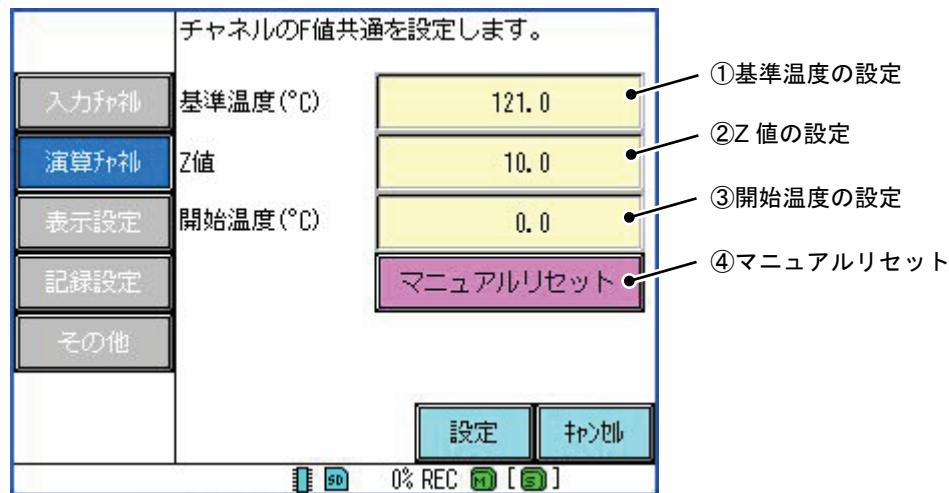 チャネルのF値共通を設定します。
入力ﾁｬﾈﾙ
基準温度(°C)
121.0
①基準温度の設定
演算ﾁｬﾈﾙ
Z値
10.0
②Z 値の設定
表示設定
開始温度(°C)
0.0
③開始温度の設定
記録設定
マニュアルリセット
④マニュアルリセット
その他
設定
ｷｬﾝｾﾙ
SD 0% REC M [S]